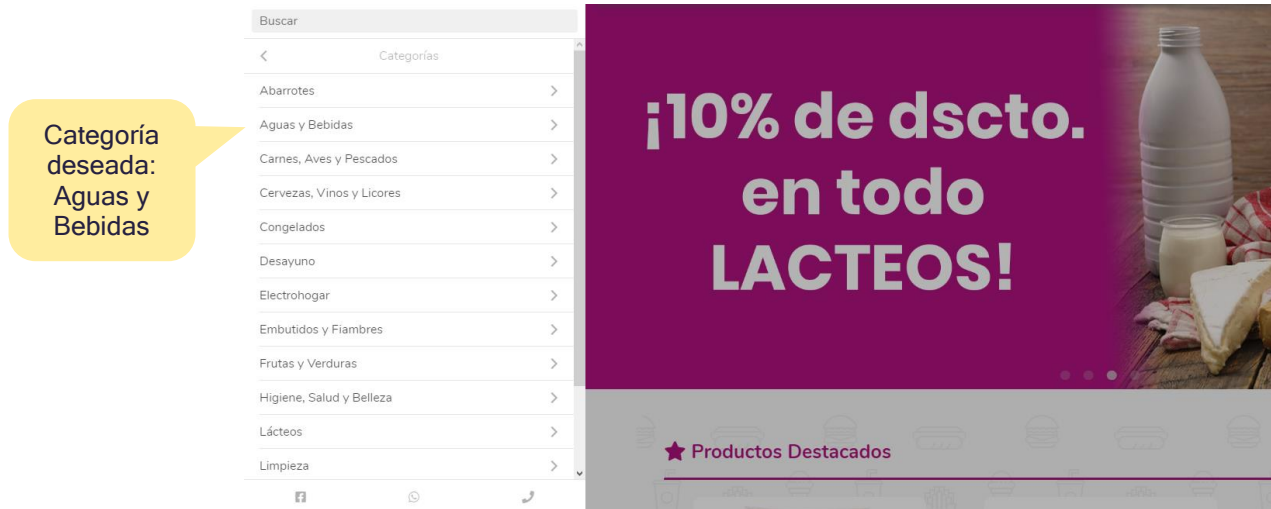 Categoría
deseada:
Aguas y
Bebidas
Buscar
Categorías
Abarrotes
Aguas y Bebidas
Carnes, Aves y Pescados
Cervezas, Vinos y Licores
Congelados
Desayuno
Electrohogar
Embutidos y Fiambres
Frutas y Verduras
Higiene, Salud y Belleza
Lácteos
Limpieza
¡10% de dscto.
en todo
LACTEOS!
Productos Destacados